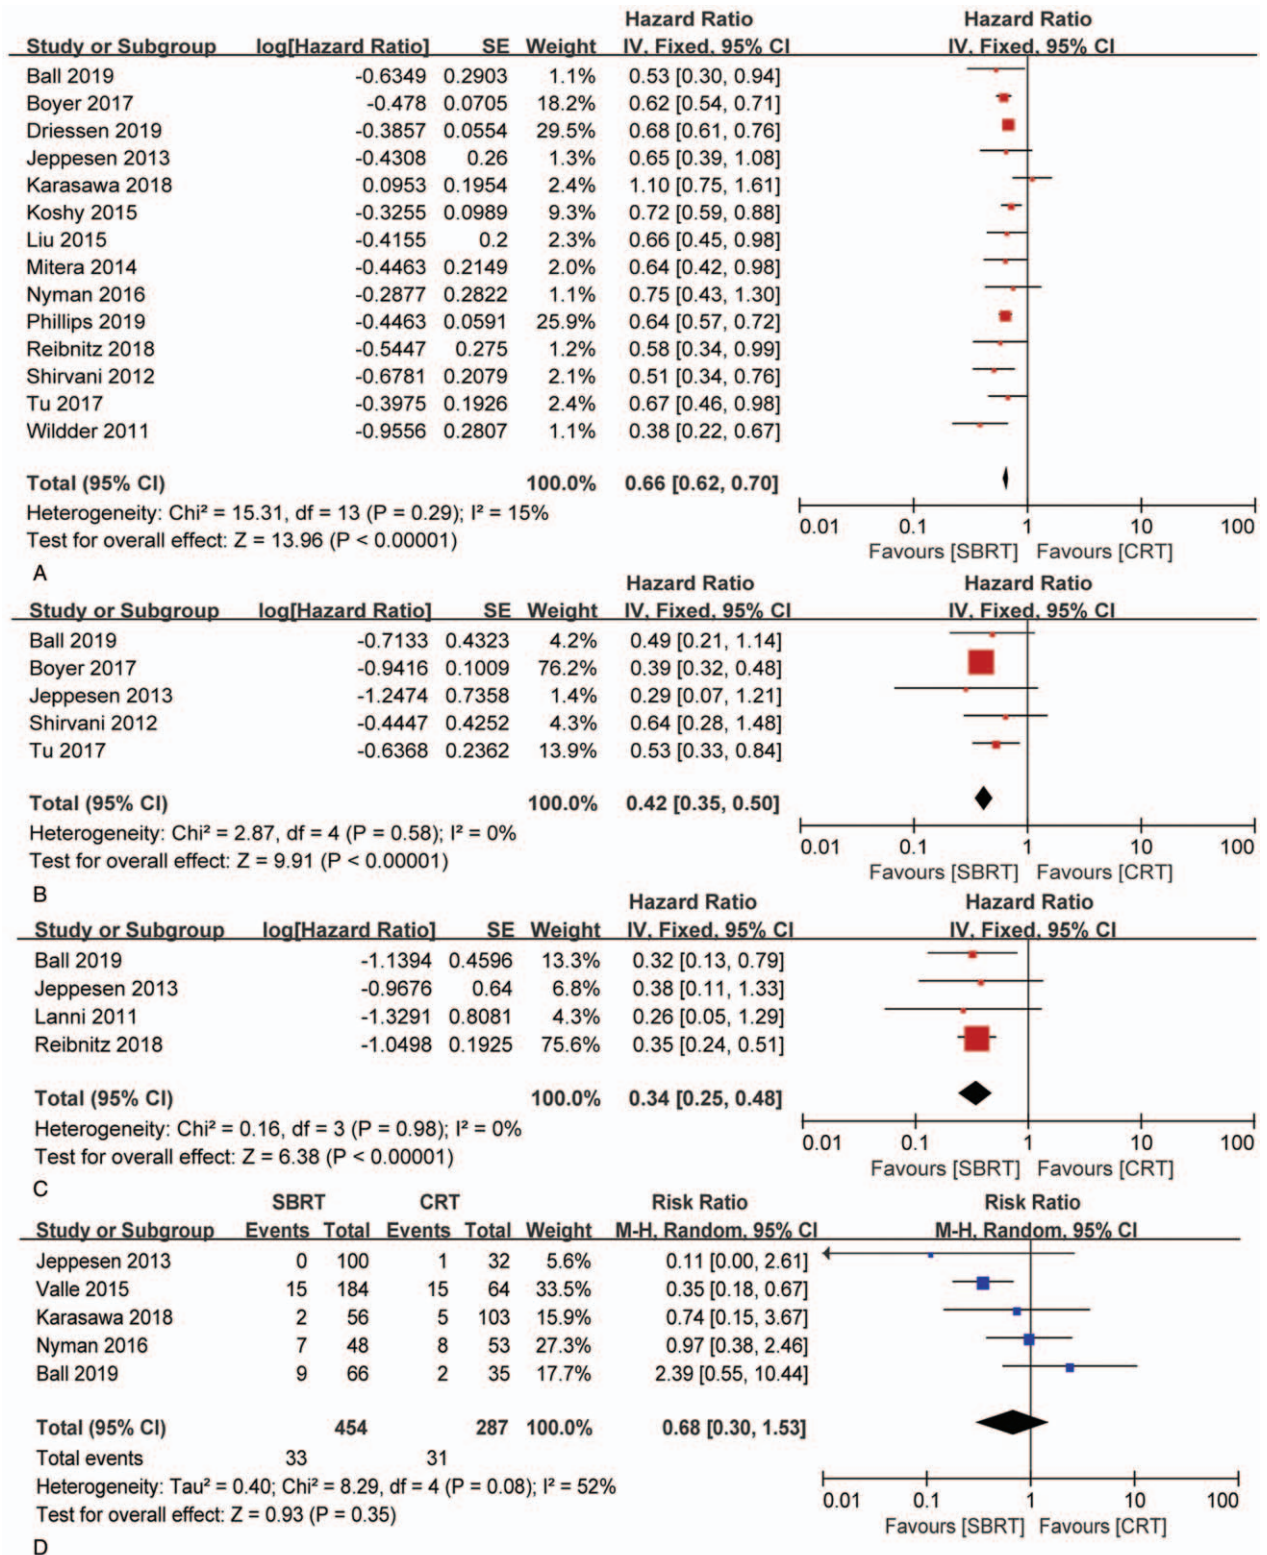 Hazard Ratio Hazard Ratio
Study or Subgroup log[Hazard Ratio] SE Weight IV, Fixed, 95% CI IV, Fixed, 95% CI
Ball 2019 -0.6349 0.2903 1.1% 0.53 [0.30, 0.94]
Boyer 2017 -0.478 0.0705 18.2% 0.62 [0.54, 0.71]
Driessen 2019 -0.3857 0.0554 29.5% 0.68 [0.61, 0.76]
Jeppesen 2013 -0.4308 0.26 1.3% 0.65 [0.39, 1.08]
Karasawa 2018 0.0953 0.1954 2.4% 1.10 [0.75, 1.61]
Koshy 2015 -0.3255 0.0989 9.3% 0.72 [0.59, 0.88]
Liu 2015 -0.4155 0.2 2.3% 0.66 [0.45, 0.98]
Mitera 2014 -0.4463 0.2149 2.0% 0.64 [0.42, 0.98]
Nyman 2016 -0.2877 0.2822 1.1% 0.75 [0.43, 1.30]
Phillips 2019 -0.4463 0.0591 25.9% 0.64 [0.57, 0.72]
Reibnitz 2018 -0.5447 0.275 1.2% 0.58 [0.34, 0.99]
Shirvani 2012 -0.6781 0.2079 2.1% 0.51 [0.34, 0.76]
Tu 2017 -0.3975 0.1926 2.4% 0.67 [0.46, 0.98]
Wildder 2011 -0.9556 0.2807 1.1% 0.38 [0.22, 0.67]
Total (95% CI) 100.0% 0.66 [0.62, 0.70]
Heterogeneity: Chi² = 15.31, df = 13 (P = 0.29); I² = 15%
Test for overall effect: Z = 13.96 (P < 0.00001)
0.01 0.1 1 10 100
Favours [SBRT] Favours [CRT]
A
Hazard Ratio Hazard Ratio
Study or Subgroup log[Hazard Ratio] SE Weight IV, Fixed, 95% CI IV, Fixed, 95% CI
Ball 2019 -0.7133 0.4323 4.2% 0.49 [0.21, 1.14]
Boyer 2017 -0.9416 0.1009 76.2% 0.39 [0.32, 0.48]
Jeppesen 2013 -1.2474 0.7358 1.4% 0.29 [0.07, 1.21]
Shirvani 2012 -0.4447 0.4252 4.3% 0.64 [0.28, 1.48]
Tu 2017 -0.6368 0.2362 13.9% 0.53 [0.33, 0.84]
Total (95% CI) 100.0% 0.42 [0.35, 0.50]
Heterogeneity: Chi² = 2.87, df = 4 (P = 0.58); I² = 0%
Test for overall effect: Z = 9.91 (P < 0.00001)
0.01 0.1 1 10 100
Favours [SBRT] Favours [CRT]
B
Hazard Ratio Hazard Ratio
Study or Subgroup log[Hazard Ratio] SE Weight IV, Fixed, 95% CI IV, Fixed, 95% CI
Ball 2019 -1.1394 0.4596 13.3% 0.32 [0.13, 0.79]
Jeppesen 2013 -0.9676 0.64 6.8% 0.38 [0.11, 1.33]
Lanni 2011 -1.3291 0.8081 4.3% 0.26 [0.05, 1.29]
Reibnitz 2018 -1.0498 0.1925 75.6% 0.35 [0.24, 0.51]
Total (95% CI) 100.0% 0.34 [0.25, 0.48]
Heterogeneity: Chi² = 0.16, df = 3 (P = 0.98); I² = 0%
Test for overall effect: Z = 6.38 (P < 0.00001)
0.01 0.1 1 10 100
Favours [SBRT] Favours [CRT]
C
SBRT CRT Risk Ratio Risk Ratio
Study or Subgroup Events Total Events Total Weight M-H, Random, 95% CI M-H, Random, 95% CI
Jeppesen 2013 0 100 1 32 5.6% 0.11 [0.00, 2.61]
Valle 2015 15 184 15 64 33.5% 0.35 [0.18, 0.67]
Karasawa 2018 2 56 5 103 15.9% 0.74 [0.15, 3.67]
Nyman 2016 7 48 8 53 27.3% 0.97 [0.38, 2.46]
Ball 2019 9 66 2 35 17.7% 2.39 [0.55, 10.44]
Total (95% CI) 454 287 100.0% 0.68 [0.30, 1.53]
Total events 33 31
Heterogeneity: Tau² = 0.40; Chi² = 8.29, df = 4 (P = 0.08); I² = 52%
Test for overall effect: Z = 0.93 (P = 0.35)
0.01 0.1 1 10 100
Favours [SBRT] Favours [CRT]
D